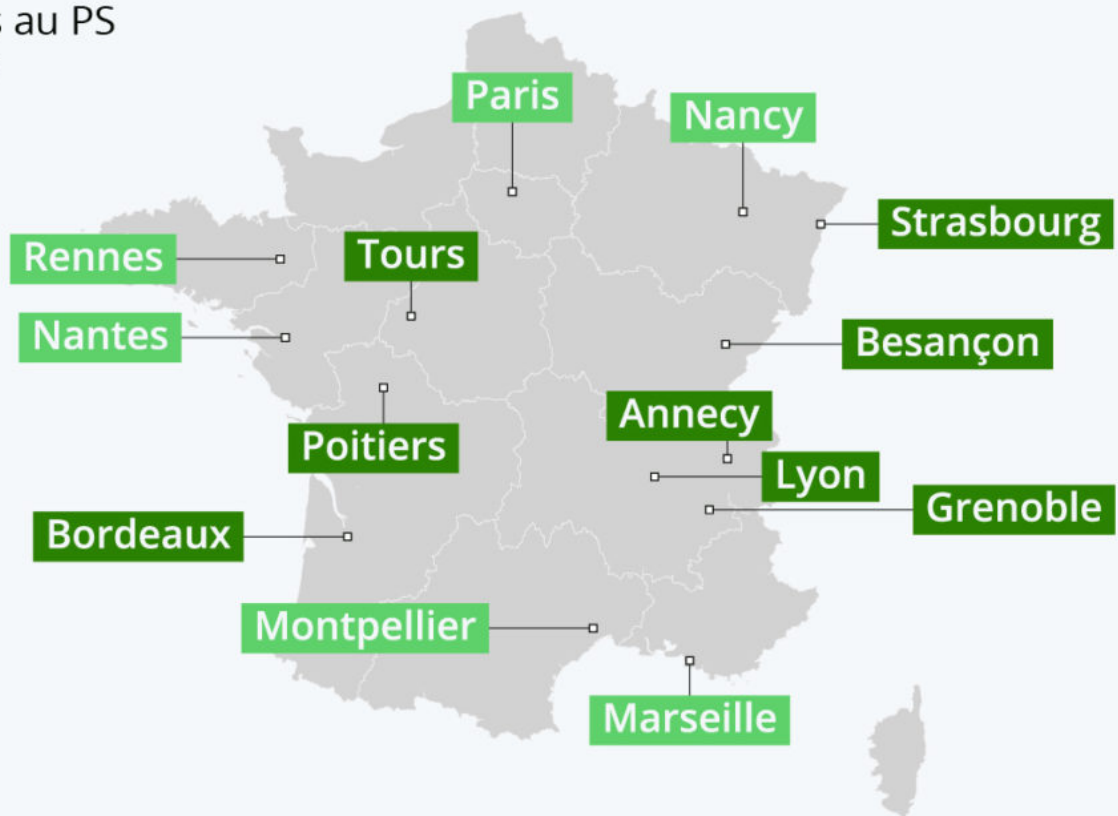 au PS
Paris
Nancy
Strasbourg
Rennes
Tours
Nantes
Besançon
Annecy
Poitiers
Lyon
Grenoble
Bordeaux
Montpellier
Marseille